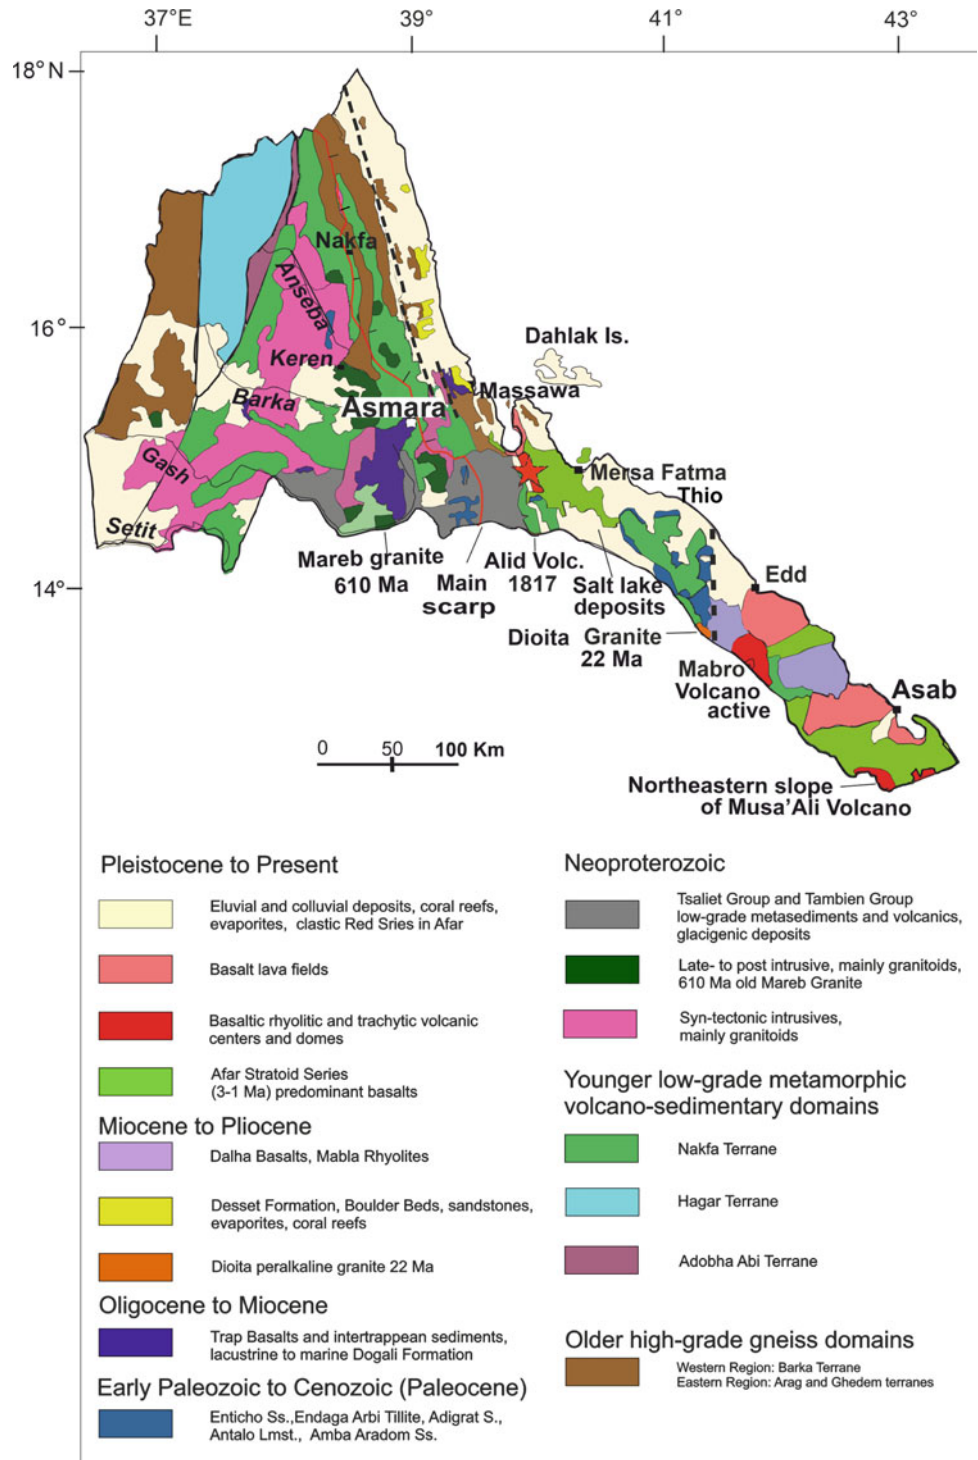 37°E
39°
41°
43°
18°N
16°
14°
Nakfa
Anseba
Keren
Barka
Asmara
Gash
Setit
Dahlak Is.
Massawa
Mersa Fatma
Thio
Mareb granite
610 Ma
Main
scarp
Alid Volc.
1817
Salt lake
deposits
Edd
Dioita Granite
22 Ma
Mabro
Volcano
active
Asab
0 50 100 Km
Northeastern slope
of Musa'Ali Volcano
Pleistocene to Present
Eluvial and colluvial deposits, coral reefs,
evaporites, clastic Red Sries in Afar
Basalt lava fields
Basaltic rhyolitic and trachytic volcanic
centers and domes
Afar Stratoid Series
(3-1 Ma) predominant basalts
Miocene to Pliocene
Dalha Basalts, Mabla Rhyolites
Desset Formation, Boulder Beds, sandstones,
evaporites, coral reefs
Dioita peralkaline granite 22 Ma
Oligocene to Miocene
Trap Basalts and intertrappean sediments,
lacustrine to marine Dogali Formation
Early Paleozoic to Cenozoic (Paleocene)
Enticho Ss.,Endaga Arbi Tillite, Adigrat S.,
Antalo Lmst., Amba Aradom Ss.
Neoproterozoic
Tsaliet Group and Tambien Group
low-grade metasediments and volcanics,
glacigenic deposits
Late- to post intrusive, mainly granitoids,
610 Ma old Mareb Granite
Syn-tectonic intrusives,
mainly granitoids
Younger low-grade metamorphic
volcano-sedimentary domains
Nakfa Terrane
Hagar Terrane
Adobha Abi Terrane
Older high-grade gneiss domains
Western Region: Barka Terrane
Eastern Region: Arag and Ghedem terranes